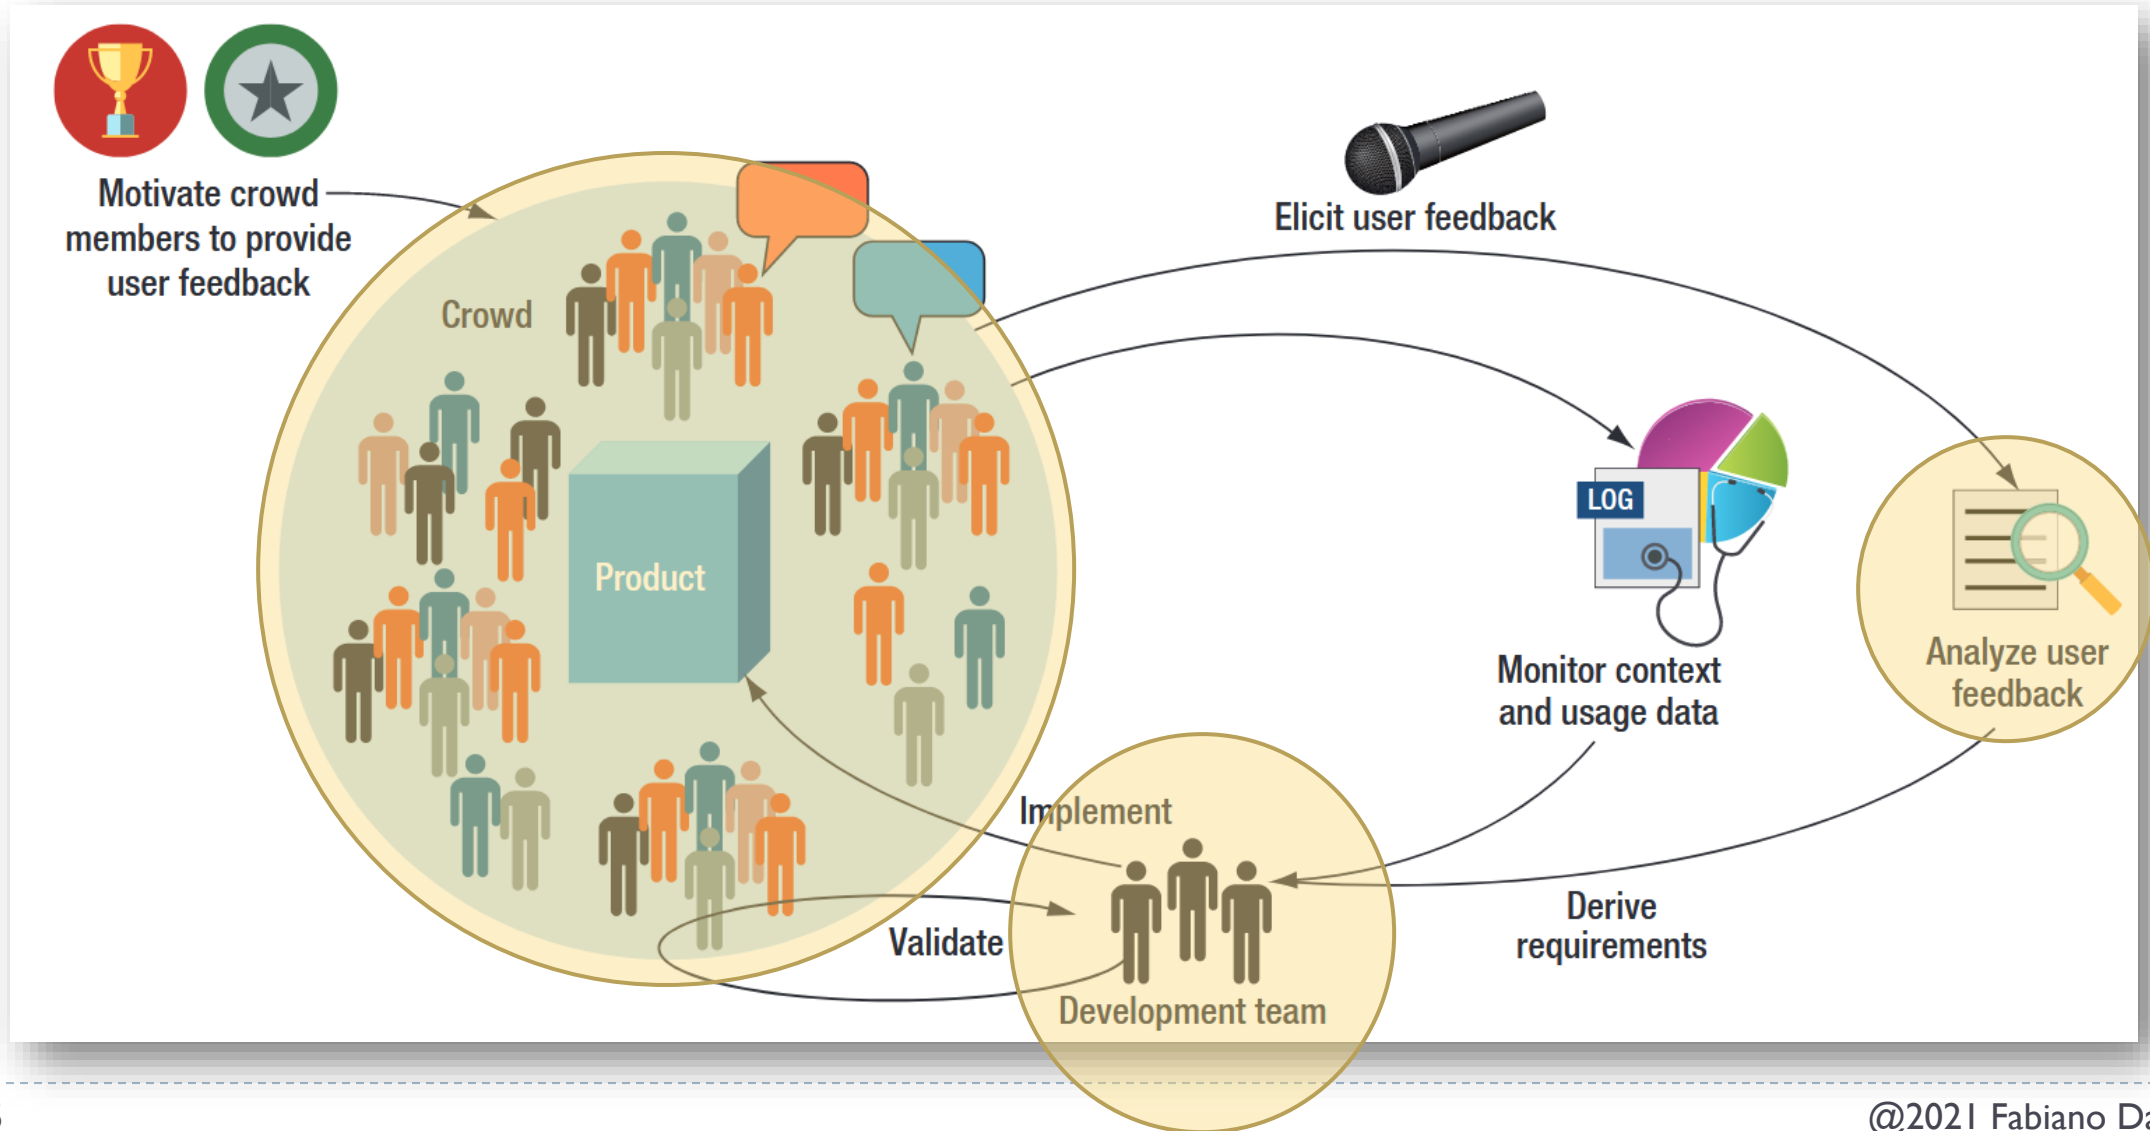 Motivate crowd
members to provide
user feedback
Crowd
Product
Elicit user feedback
LOG
Monitor context
and usage data
Analyze user
feedback
Implement
Validate
Development team
Derive
requirements
@2021 Fabiano